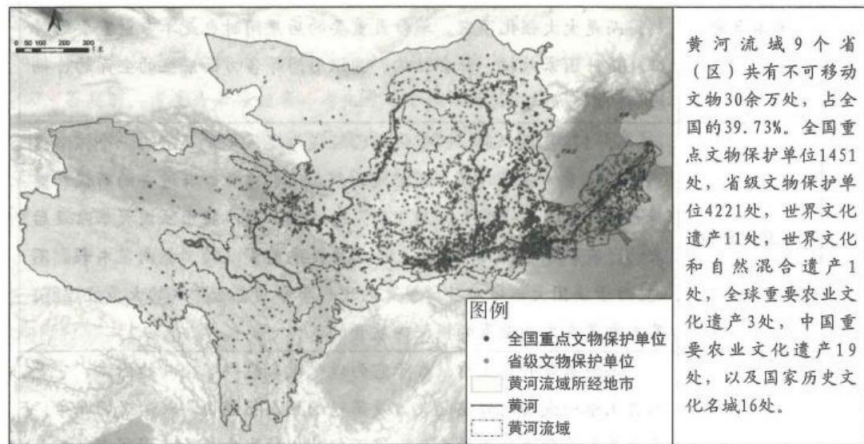 0 50 100 200 300
黄河流域9个省
（区）共有不可移动
文物30余万处，占全
国的39.73%。全国重
点文物保护单位1451
处，省级文物保护单
位4221处，世界文化
遗产11处，世界文化
和自然混合遗产1
处，全球重要农业文
化遗产3处，中国重
要农业文化遗产19
处，以及国家历史文
化名城16处。
图例
全国重点文物保护单位
省级文物保护单位
黄河流域所经地市
黄河
黄河流域